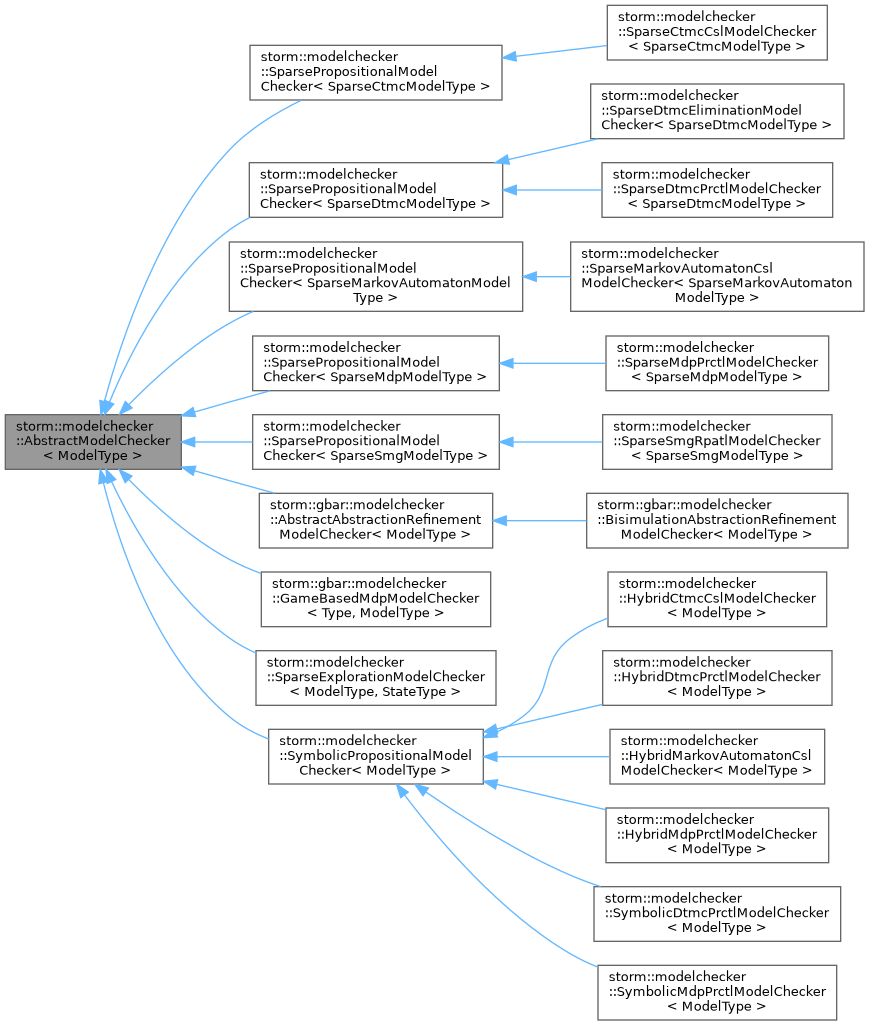 storm::modelchecker
::SparseCtmcCslModelChecker
< SparseCtmcModelType >
storm::modelchecker
::SparsePropositionalModel
Checker< SparseCtmcModelType >
storm::modelchecker
::SparseDtmcEliminationModel
Checker< SparseDtmcModelType >
storm::modelchecker
::SparsePropositionalModel
Checker< SparseDtmcModelType >
storm::modelchecker
::SparseDtmcPrctlModelChecker
< SparseDtmcModelType >
storm::modelchecker
::SparsePropositionalModel
Checker< SparseMarkovAutomatonModel
Type >
storm::modelchecker
::SparseMarkovAutomatonCsl
ModelChecker< SparseMarkovAutomaton
ModelType >
storm::modelchecker
::SparsePropositionalModel
Checker< SparseMdpModelType >
storm::modelchecker
::SparseMdpPrctlModelChecker
< SparseMdpModelType >
storm::modelchecker
::AbstractModelChecker
< ModelType >
storm::modelchecker
::SparsePropositionalModel
Checker< SparseSmgModelType >
storm::modelchecker
::SparseSmgRpatlModelChecker
< SparseSmgModelType >
storm::gbar::modelchecker
::AbstractAbstractionRefinement
ModelChecker< ModelType >
storm::gbar::modelchecker
::BisimulationAbstractionRefinement
ModelChecker< ModelType >
storm::gbar::modelchecker
::GameBasedMdpModelChecker
< Type, ModelType >
storm::modelchecker
::HybridCtmcCslModelChecker
< ModelType >
storm::modelchecker
::SparseExplorationModelChecker
< ModelType, StateType >
storm::modelchecker
::HybridDtmcPrctlModelChecker
< ModelType >
storm::modelchecker
::SymbolicPropositionalModel
Checker< ModelType >
storm::modelchecker
::HybridMarkovAutomatonCsl
ModelChecker< ModelType >
storm::modelchecker
::HybridMdpPrctlModelChecker
< ModelType >
storm::modelchecker
::SymbolicDtmcPrctlModelChecker
< ModelType >
storm::modelchecker
::SymbolicMdpPrctlModelChecker
< ModelType >